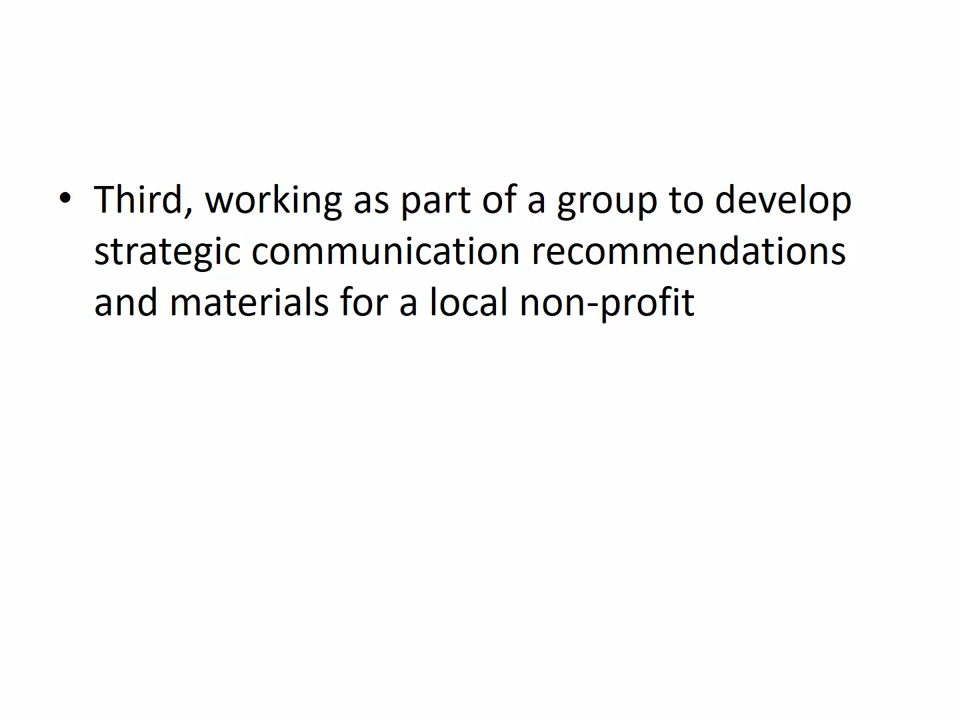 • Third, working as part of a group to develop
strategic communication recommendations
and materials for a local non-profit